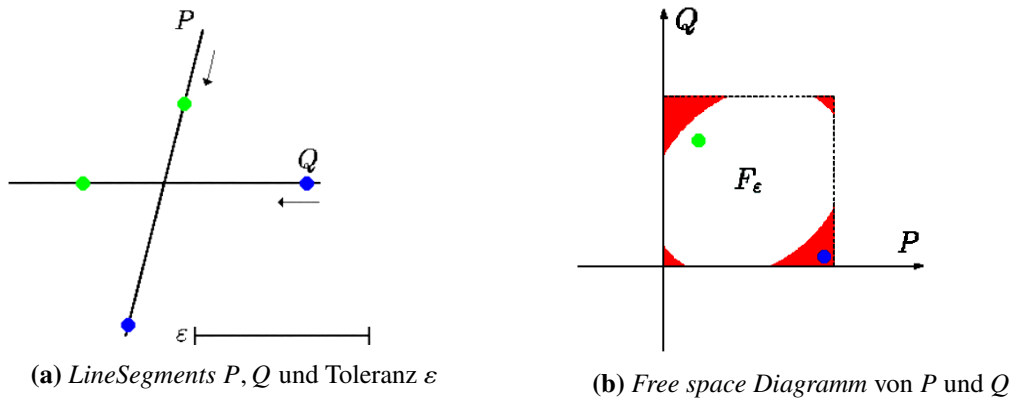 P
Q
ε
(a) LineSegments P, Q und Toleranz ε
Q
F_ε
P
(b) Free space Diagramm von P und Q